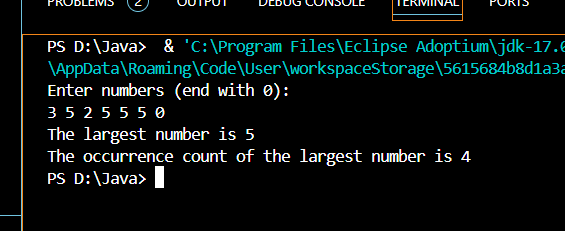 PROBLEMS 2 OUTPUT DEBUG CONSOLE TERMINAL PORTS
PS D:\Java> & 'C:\Program Files\Eclipse Adoptium\jdk-17.0
\AppData\Roaming\Code\User\workspaceStorage\5615684b8d1a3a
Enter numbers (end with 0):
3 5 2 5 5 5 0
The largest number is 5
The occurrence count of the largest number is 4
PS D:\Java>